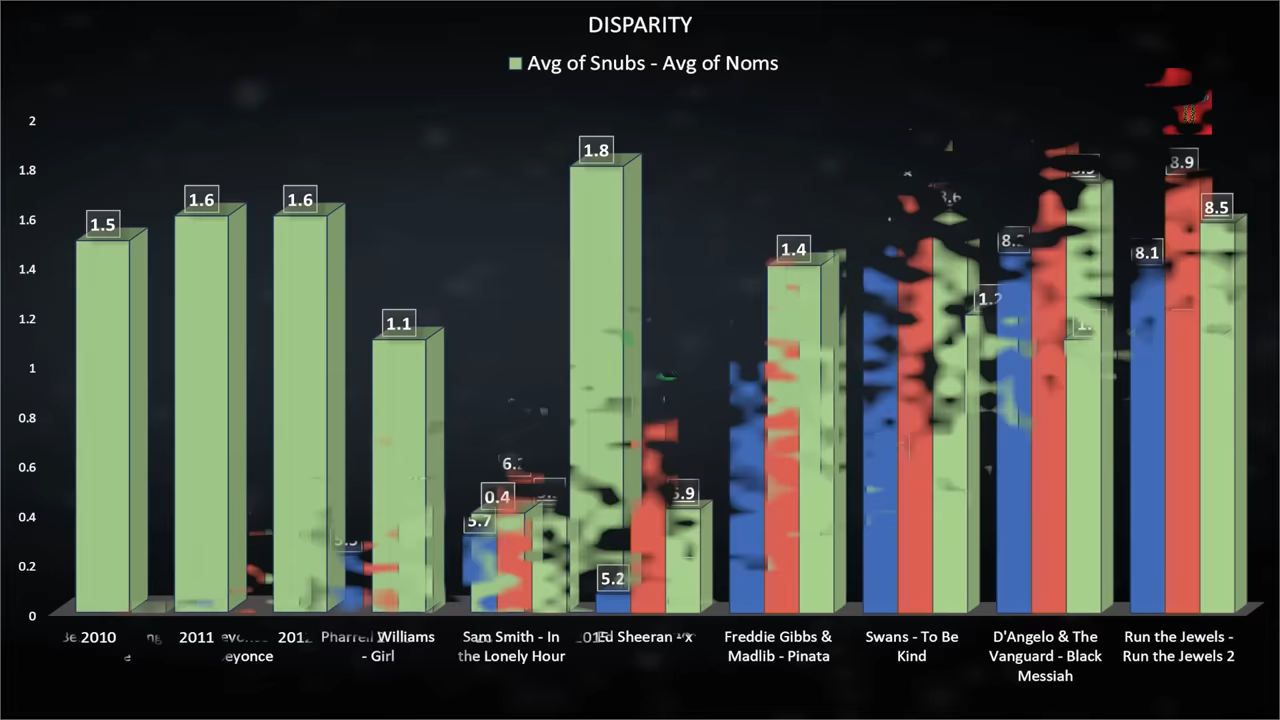 DISPARITY
Avg of Snubs - Avg of Noms
2
1.8
1.6
1.4
1.2
1
0.8
0.6
0.4
0.2
0
1.5
1.6
1.6
1.1
0.4
5.7
1.8
5.2
1.4
8.1
8.9
8.5
2010
2011
Williams
- Girl
Sam Smith - In
the Lonely Hour
Ed Sheeran - x
Freddie Gibbs &
Madlib - Pinata
Swans - To Be
Kind
D'Angelo & The
Vanguard - Black
Messiah
Run the Jewels -
Run the Jewels 2